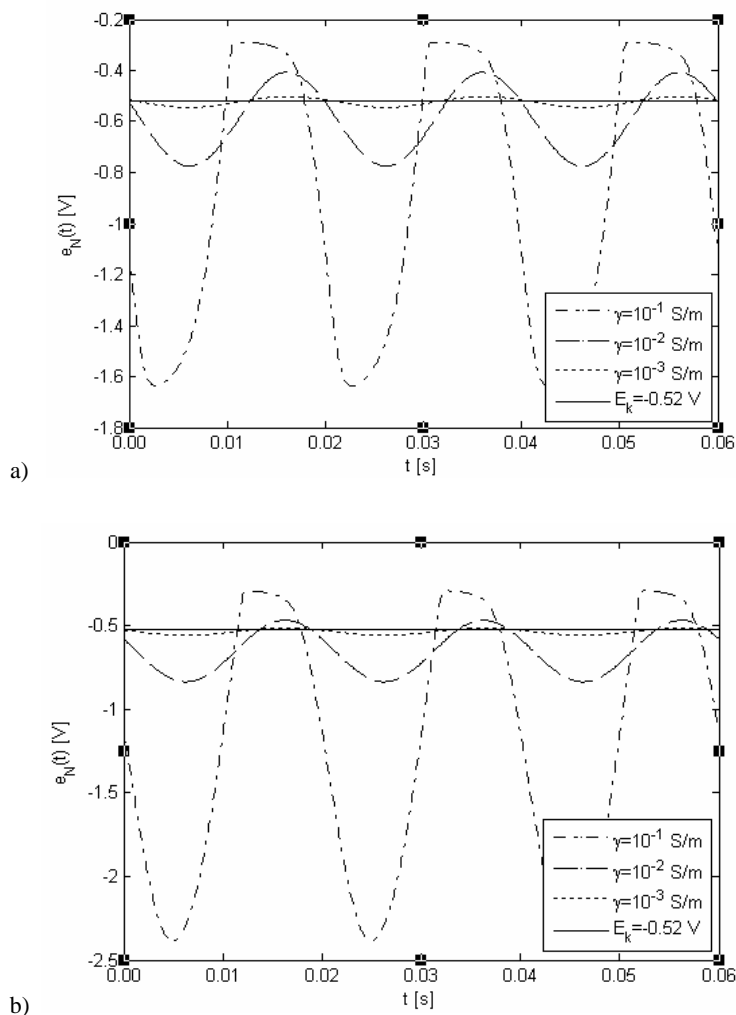 -0.2
-0.4
-0.6
-0.8
-1
-1.2
-1.4
-1.6
-1.8
e_N(t) [V]
0.00 0.01 0.02 0.03 0.04 0.05 0.06
t [s]
γ=10⁻¹ S/m
γ=10⁻² S/m
γ=10⁻³ S/m
E_k=-0.52 V
a)
0
-0.5
-1
-1.5
-2
-2.5
e_N(t) [V]
0.00 0.01 0.02 0.03 0.04 0.05 0.06
t [s]
γ=10⁻¹ S/m
γ=10⁻² S/m
γ=10⁻³ S/m
E_k=-0.52 V
b)